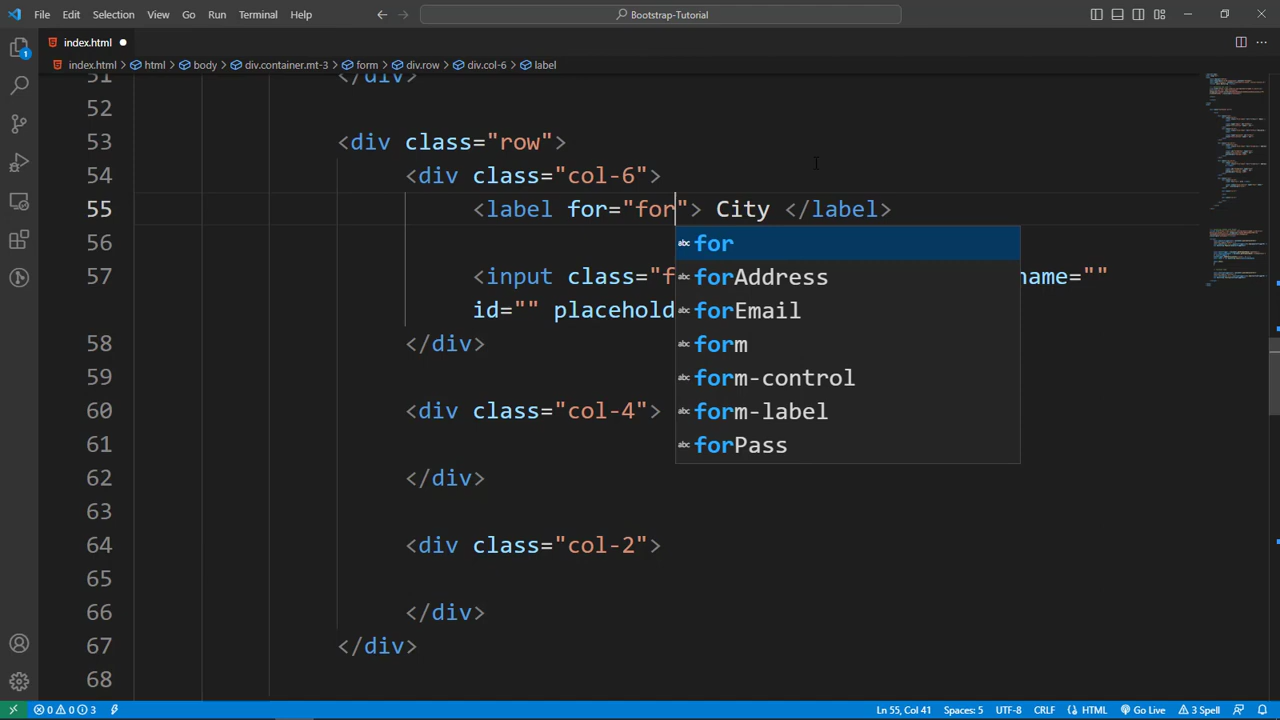 File Edit Selection View Go Run Terminal Help Bootstrap-Tutorial
index.html
index.html html body div.container.mt-3 form div.row div.col-6 label
51 </div>
52
53 <div class="row">
54 <div class="col-6">
55 <label for="for"> City </label>
for
56
forAddress
57 <input class="f name=""
forEmail
id="" placehold
form
58 </div>
form-control
59
form-label
60 <div class="col-4">
forPass
61
62 </div>
63
64 <div class="col-2">
65
66 </div>
67 </div>
68
0 0 3 Ln 55, Col 41 Spaces: 5 UTF-8 CRLF HTML Go Live 3 Spell